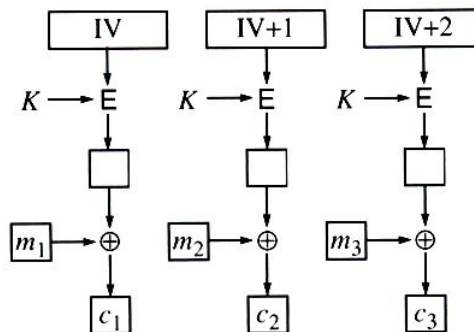 IV IV+1 IV+2
K E K E K E
m1 ⊕ m2 ⊕ m3 ⊕
c1 c2 c3